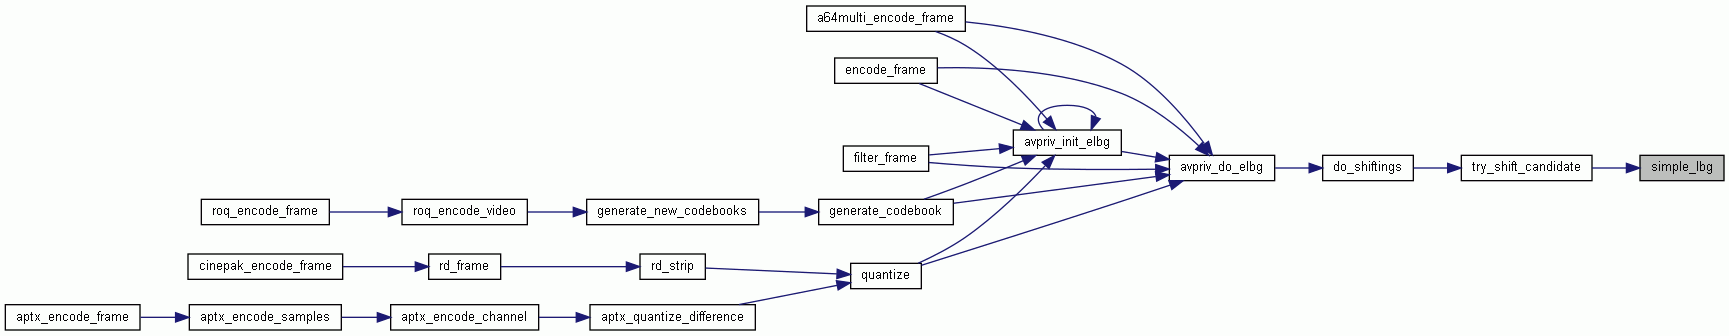 a64multi_encode_frame
encode_frame
avpriv_init_elbg
filter_frame
avpriv_do_elbg
do_shiftings
try_shift_candidate
simple_lbg
roq_encode_frame
roq_encode_video
generate_new_codebooks
generate_codebook
cinepak_encode_frame
rd_frame
rd_strip
quantize
aptx_encode_frame
aptx_encode_samples
aptx_encode_channel
aptx_quantize_difference